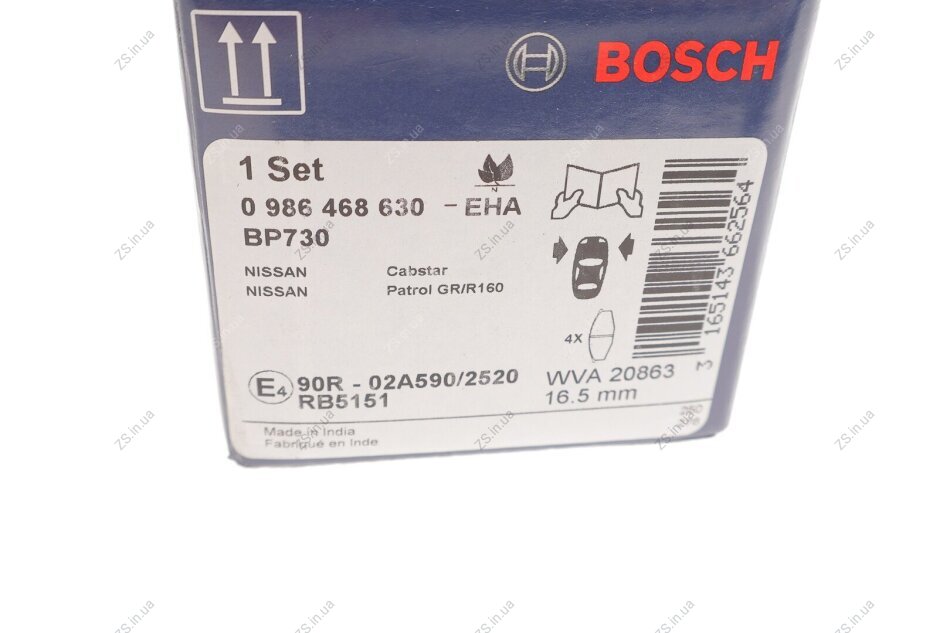 BOSCH
1 Set
N
0 986 468 630 - EHA
BP730
NISSAN Cabstar
NISSAN Patrol GR/R160
4X
3 165143 662564
E4 90R - 02A590/2520
RB5151
WVA 20863
16.5 mm
Made in India
Fabriqué en Inde
ZS.in.ua